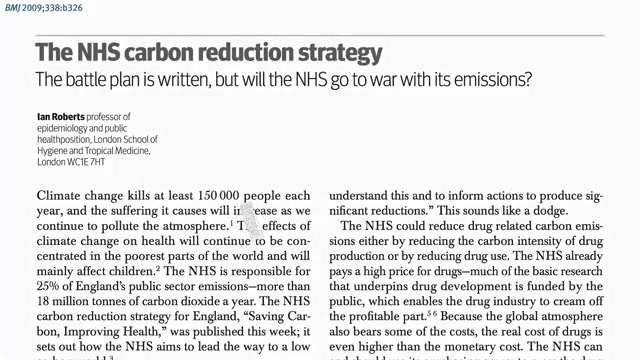 BMJ 2009;338:b326
The NHS carbon reduction strategy
The battle plan is written, but will the NHS go to war with its emissions?
Ian Roberts professor of
epidemiology and public
healthposition, London School of
Hygiene and Tropical Medicine,
London WC1E 7HT
Climate change kills at least 150 000 people each
year, and the suffering it causes will in ease as we
continue to pollute the atmosphere.1 effects of
climate change on health will continue to be con-
centrated in the poorest parts of the world and will
mainly affect children.2 The NHS is responsible for
25% of England's public sector emissions—more than
18 million tonnes of carbon dioxide a year. The NHS
carbon reduction strategy for England, "Saving Car-
bon, Improving Health," was published this week; it
sets out how the NHS aims to lead the way to a low
understand this and to inform actions to produce sig-
nificant reductions." This sounds like a dodge.
The NHS could reduce drug related carbon emis-
sions either by reducing the carbon intensity of drug
production or by reducing drug use. The NHS already
pays a high price for drugs—much of the basic research
that underpins drug development is funded by the
public, which enables the drug industry to cream off
the profitable part.5 6 Because the global atmosphere
also bears some of the costs, the real cost of drugs is
even higher than the monetary cost. The NHS can